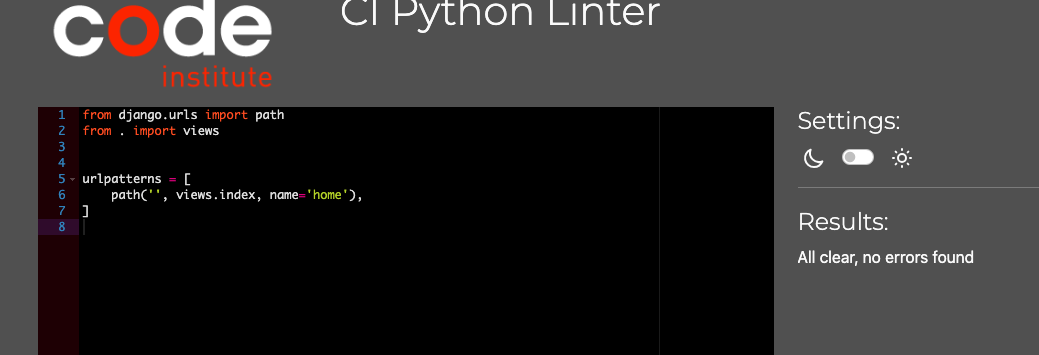 code
institute
CI Python Linter
1 from django.urls import path
2 from . import views
3
4
5 urlpatterns = [
6     path('', views.index, name='home'),
7 ]
8
Settings:
Results:
All clear, no errors found